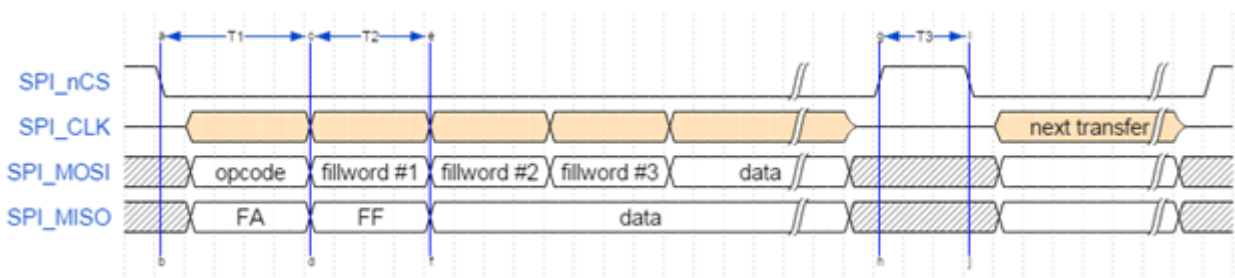 a T1 c T2 e g T3 i
SPI_nCS
SPI_CLK next transfer
SPI_MOSI opcode fillword #1 fillword #2 fillword #3 data
SPI_MISO FA FF data
b d f h j